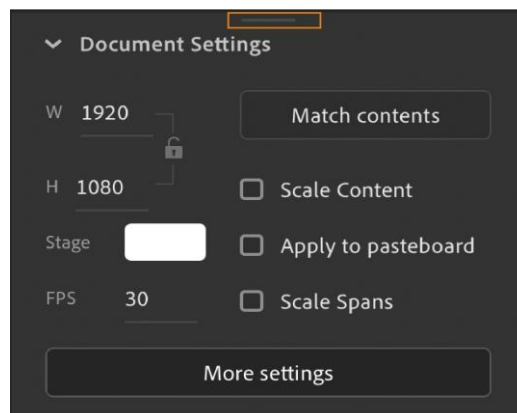 Document Settings
W 1920
Match contents
H 1080
Scale Content
Stage
Apply to pasteboard
FPS 30
Scale Spans
More settings